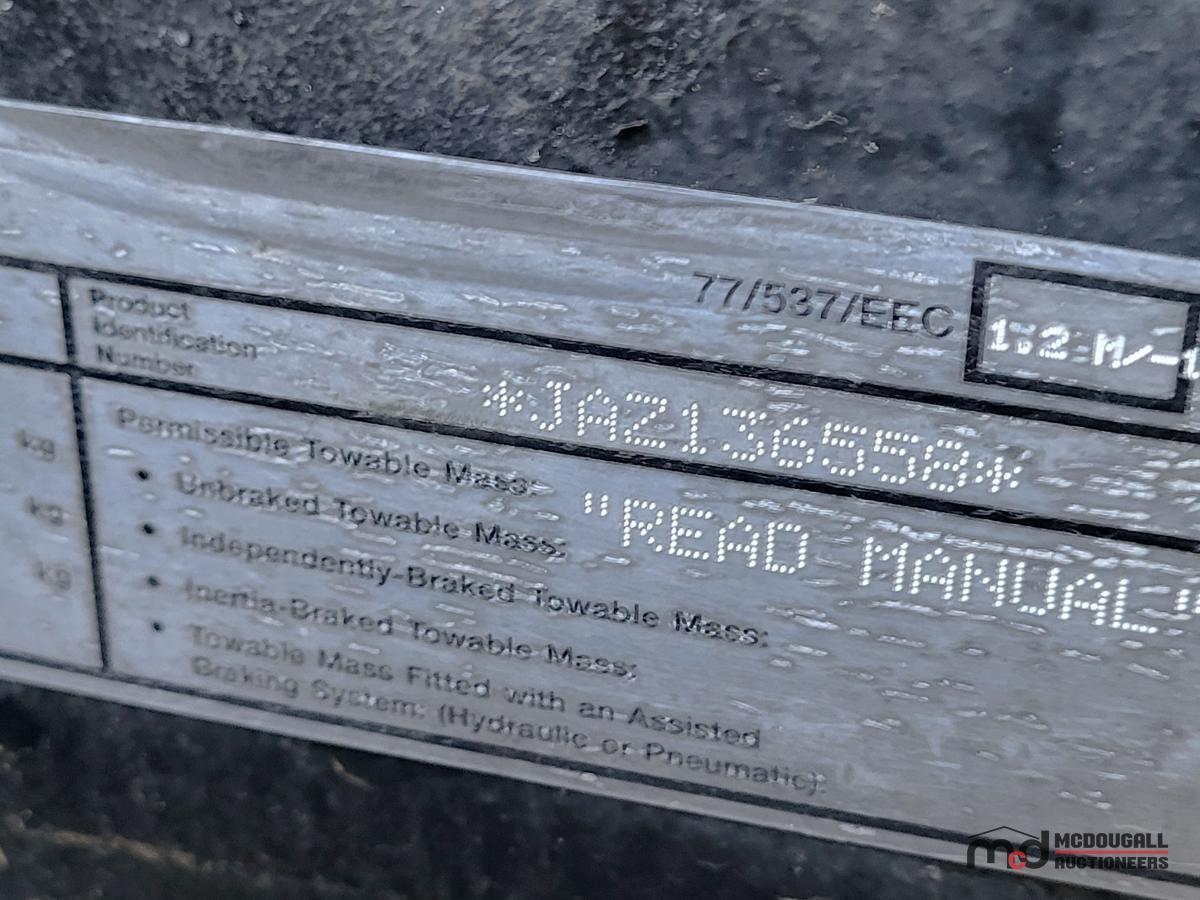 77/537/EEC
Product
Identification
Number
*JAZ136558*
kg
kg
kg
Permissible Towable Mass:
• Unbraked Towable Mass: "READ MANUAL"
• Independently-Braked Towable Mass:
• Inertia-Braked Towable Mass:
• Towable Mass Fitted with an Assisted
Braking System: (Hydraulic or Pneumatic):
mcd MCDOUGALL
AUCTIONEERS